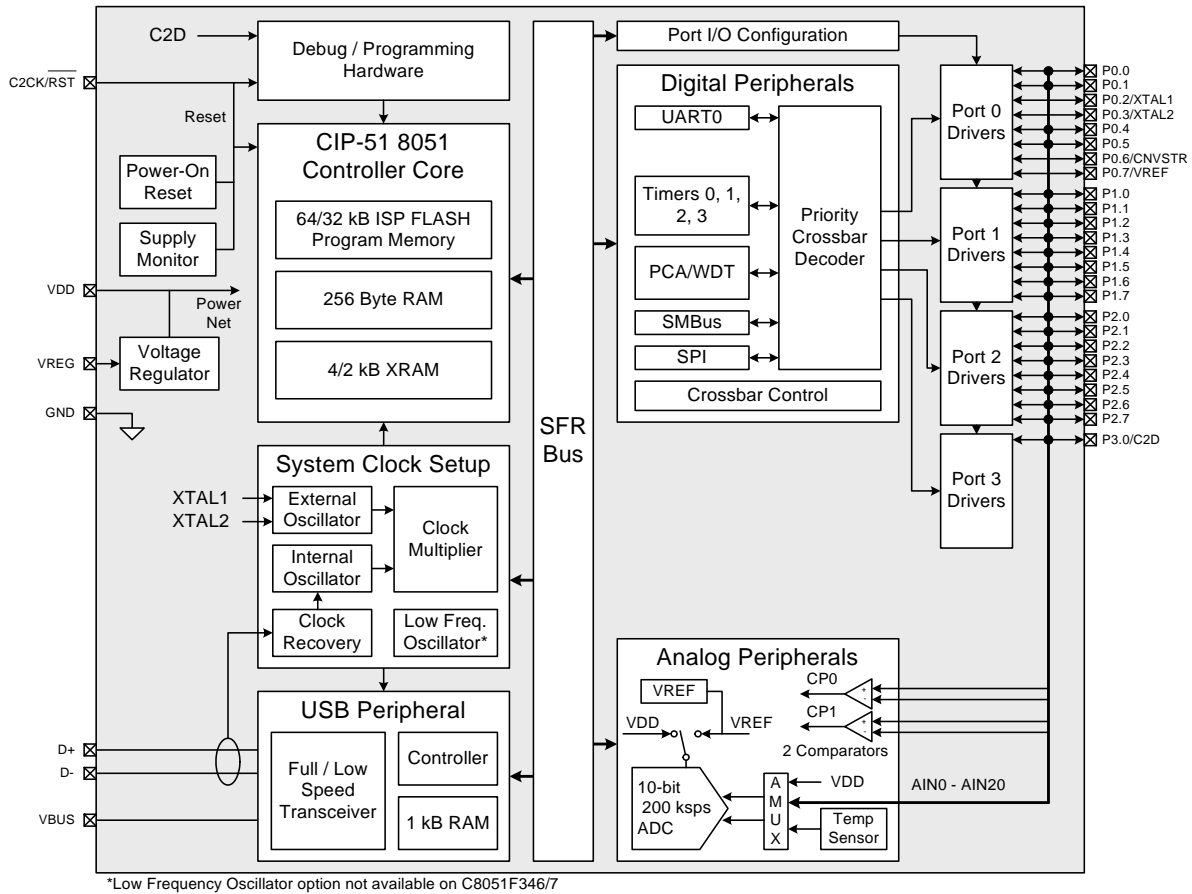 C2D
C2CK/RST
Debug / Programming
Hardware
Reset
Power-On
Reset
Supply
Monitor
VDD
Power
Net
VREG
Voltage
Regulator
GND
CIP-51 8051
Controller Core
64/32 kB ISP FLASH
Program Memory
256 Byte RAM
4/2 kB XRAM
System Clock Setup
XTAL1
XTAL2
External
Oscillator
Internal
Oscillator
Clock
Recovery
Clock
Multiplier
Low Freq.
Oscillator*
USB Peripheral
D+
D-
VBUS
Full / Low
Speed
Transceiver
Controller
1 kB RAM
SFR
Bus
Port I/O Configuration
Digital Peripherals
UART0
Timers 0, 1,
2, 3
PCA/WDT
SMBus
SPI
Priority
Crossbar
Decoder
Crossbar Control
Port 0
Drivers
Port 1
Drivers
Port 2
Drivers
Port 3
Drivers
P0.0
P0.1
P0.2/XTAL1
P0.3/XTAL2
P0.4
P0.5
P0.6/CNVSTR
P0.7/VREF
P1.0
P1.1
P1.2
P1.3
P1.4
P1.5
P1.6
P1.7
P2.0
P2.1
P2.2
P2.3
P2.4
P2.5
P2.6
P2.7
P3.0/C2D
Analog Peripherals
VREF
VDD
VREF
CP0
+
-
CP1
+
-
2 Comparators
10-bit
200 ksps
ADC
A
M
U
X
VDD
Temp
Sensor
AIN0 - AIN20
*Low Frequency Oscillator option not available on C8051F346/7